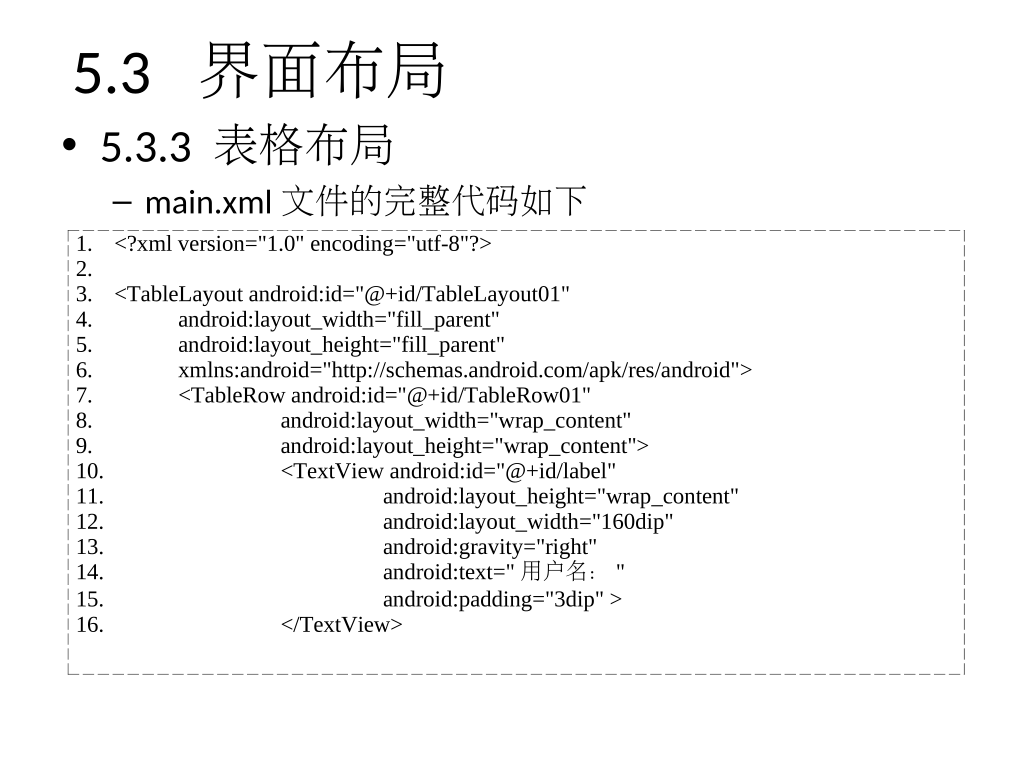 5.3 界面布局
• 5.3.3 表格布局
– main.xml 文件的完整代码如下
1. <?xml version="1.0" encoding="utf-8"?>
2.
3. <TableLayout android:id="@+id/TableLayout01"
4. android:layout_width="fill_parent"
5. android:layout_height="fill_parent"
6. xmlns:android="http://schemas.android.com/apk/res/android">
7. <TableRow android:id="@+id/TableRow01"
8. android:layout_width="wrap_content"
9. android:layout_height="wrap_content">
10. <TextView android:id="@+id/label"
11. android:layout_height="wrap_content"
12. android:layout_width="160dip"
13. android:gravity="right"
14. android:text=" 用户名： "
15. android:padding="3dip" >
16. </TextView>